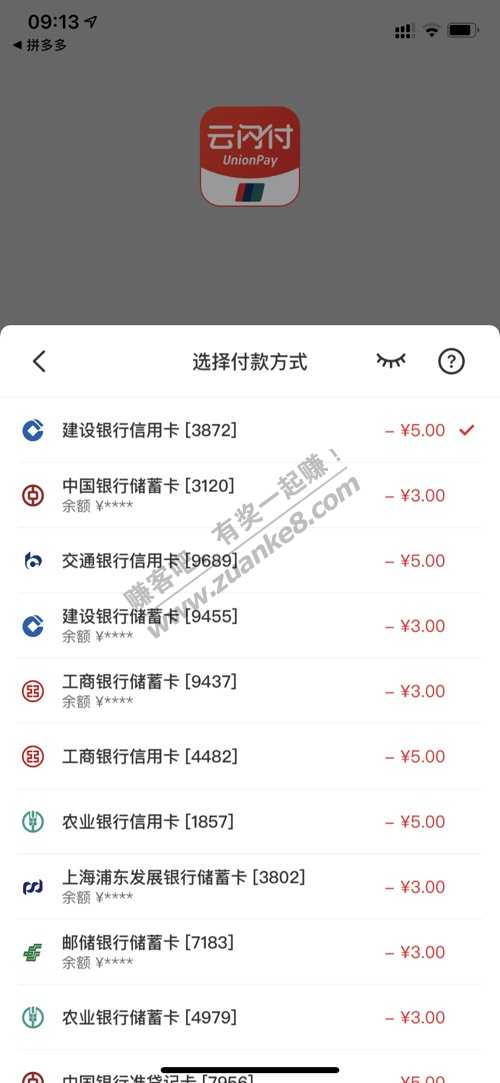 09:13
◀ 拼多多
云闪付
UnionPay
选择付款方式
建设银行信用卡 [3872]
– ¥5.00
中国银行储蓄卡 [3120]
余额 ¥****
– ¥3.00
交通银行信用卡 [9689]
– ¥5.00
建设银行储蓄卡 [9455]
余额 ¥****
– ¥3.00
工商银行储蓄卡 [9437]
余额 ¥****
– ¥3.00
工商银行信用卡 [4482]
– ¥5.00
农业银行信用卡 [1857]
– ¥5.00
上海浦东发展银行储蓄卡 [3802]
余额 ¥****
– ¥3.00
邮储银行储蓄卡 [7183]
余额 ¥****
– ¥3.00
农业银行储蓄卡 [4979]
– ¥3.00
中国银行准贷记卡 [7956]
– ¥5.00
赚客吧，有奖一起赚！
www.zuanke8.com